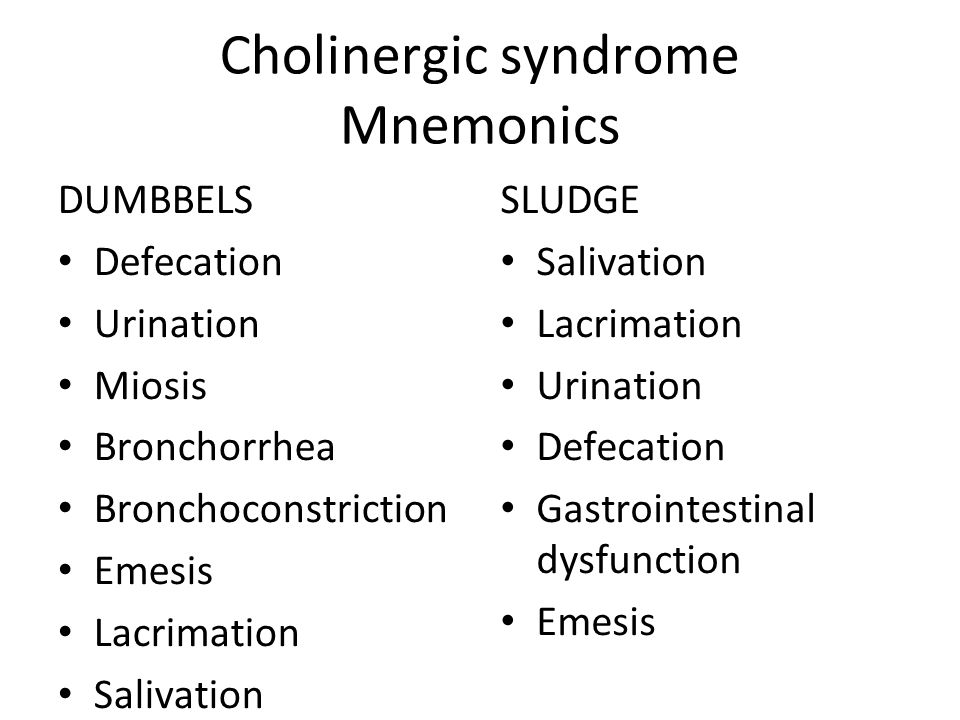 Cholinergic syndrome
Mnemonics
DUMBBELS
• Defecation
• Urination
• Miosis
• Bronchorrhea
• Bronchoconstriction
• Emesis
• Lacrimation
• Salivation
SLUDGE
• Salivation
• Lacrimation
• Urination
• Defecation
• Gastrointestinal
dysfunction
• Emesis